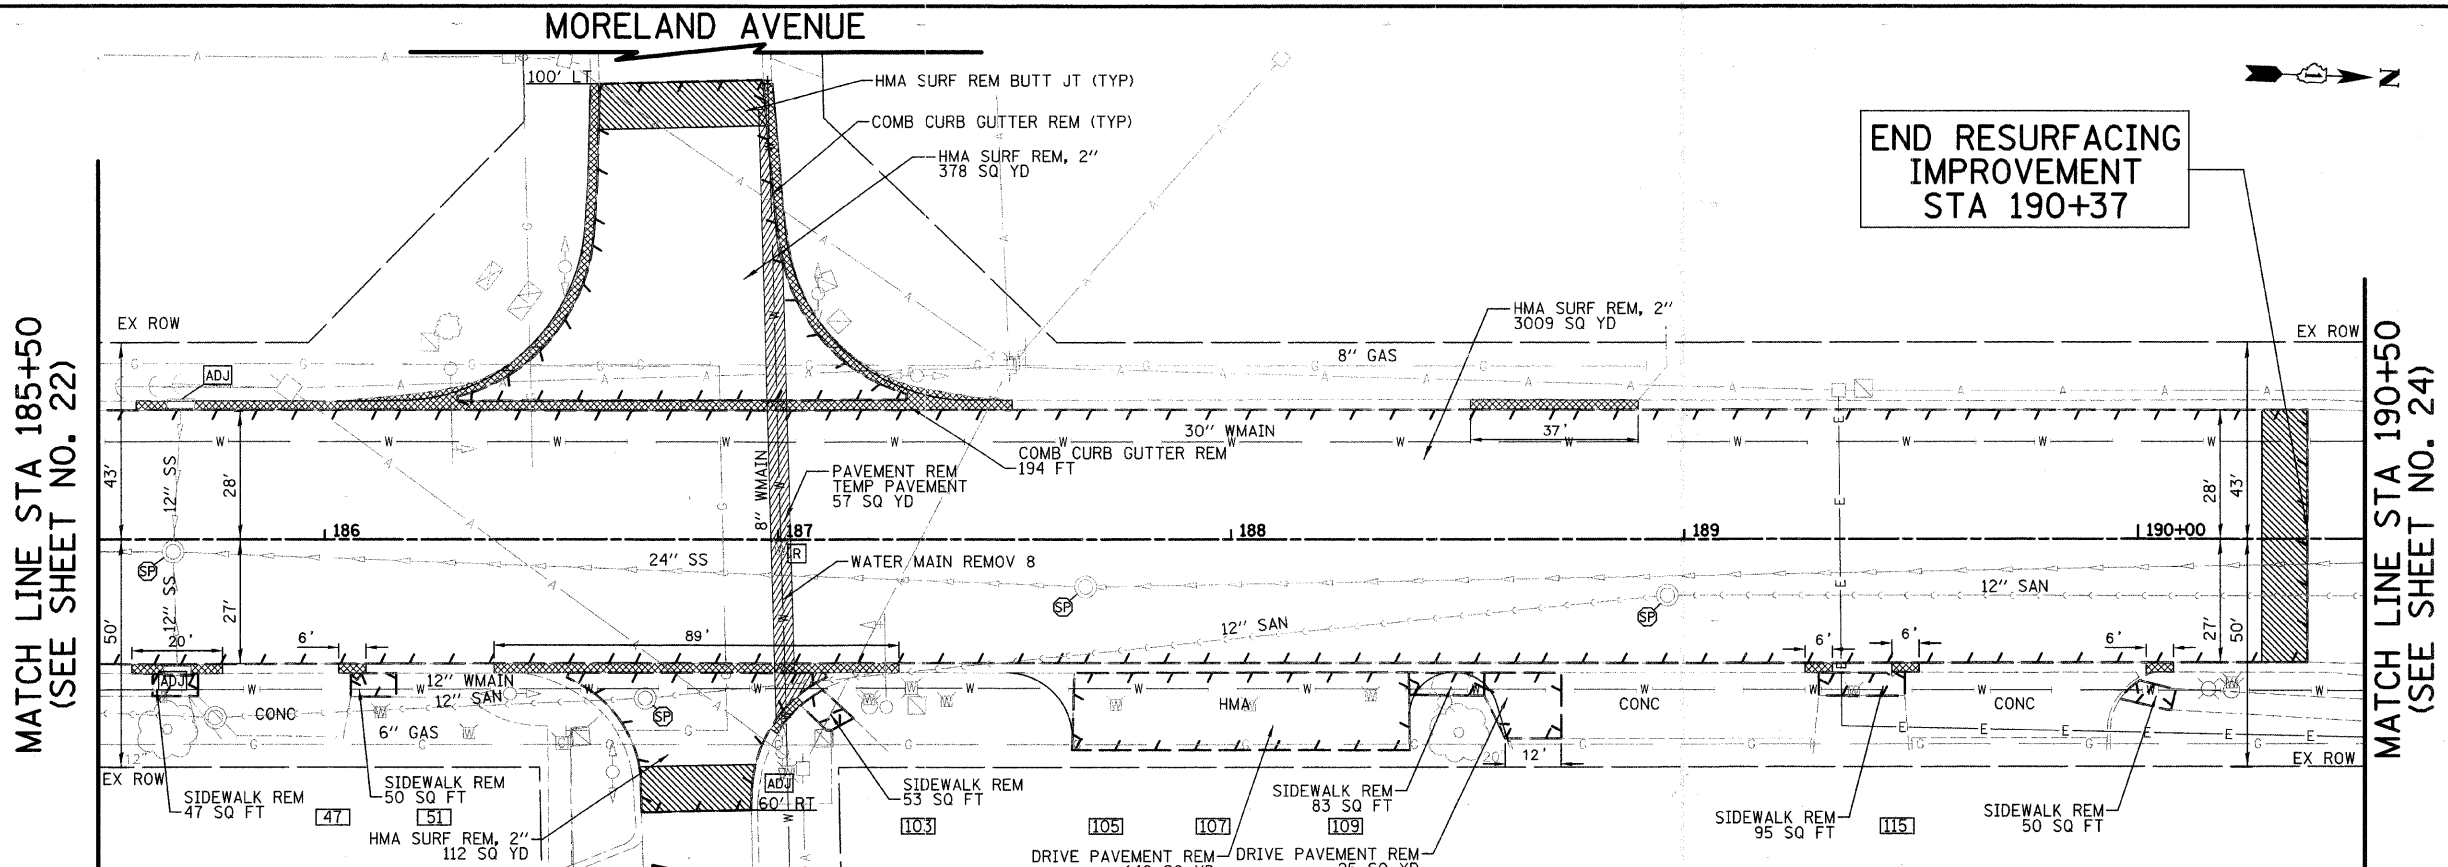 MORELAND AVENUE
100' LT
HMA SURF REM BUTT JT (TYP)
COMB CURB GUTTER REM (TYP)
HMA SURF REM, 2"
378 SQ YD
N
END RESURFACING
IMPROVEMENT
STA 190+37
MATCH LINE STA 185+50
(SEE SHEET NO. 22)
EX ROW
ADJ
8" GAS
HMA SURF REM, 2"
3009 SQ YD
EX ROW
MATCH LINE STA 190+50
(SEE SHEET NO. 24)
43'
12" SS
28'
8" WMAIN
30" WMAIN
37'
COMB CURB GUTTER REM
194 FT
PAVEMENT REM
TEMP PAVEMENT
57 SQ YD
28'
43'
186
187
188
189
190+00
R
SP
24" SS
WATER MAIN REMOV 8
SP
SP
12" SAN
12" SAN
50'
12" SS
27'
20'
6'
89'
6'
6'
6'
27'
50'
ADJ
12" WMAIN
12" SAN
CONC
6" GAS
SP
HMA
CONC
CONC
12"
EX ROW
20'
12'
EX ROW
ADJ
60' RT
SIDEWALK REM
47 SQ FT
47
SIDEWALK REM
50 SQ FT
51
HMA SURF REM, 2"
112 SQ YD
SIDEWALK REM
53 SQ FT
103
105
107
109
SIDEWALK REM
83 SQ FT
DRIVE PAVEMENT REM
DRIVE PAVEMENT REM
SIDEWALK REM
95 SQ FT
115
SIDEWALK REM
50 SQ FT